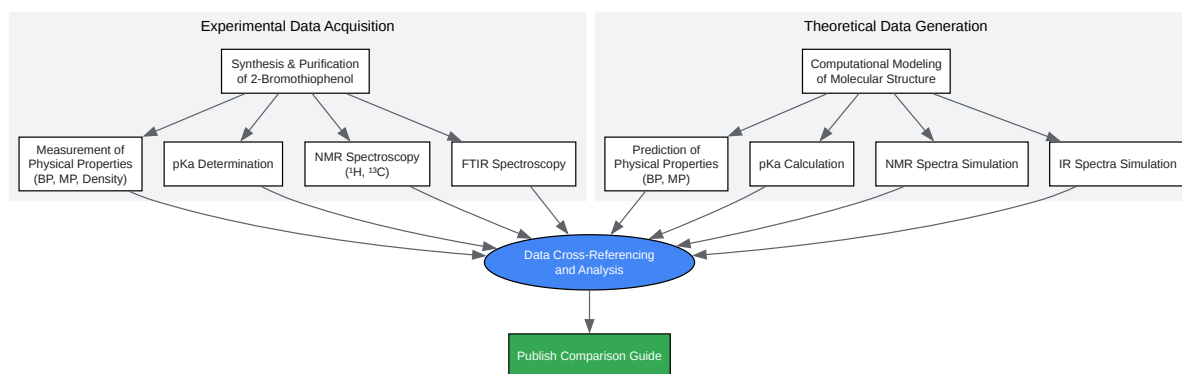 Experimental Data Acquisition
Theoretical Data Generation
Synthesis & Purification
of 2-Bromothiophenol
Computational Modeling
of Molecular Structure
Measurement of
Physical Properties
(BP, MP, Density)
pKa Determination
NMR Spectroscopy
(¹H, ¹³C)
FTIR Spectroscopy
Prediction of
Physical Properties
(BP, MP)
pKa Calculation
NMR Spectra Simulation
IR Spectra Simulation
Data Cross-Referencing
and Analysis
Publish Comparison Guide